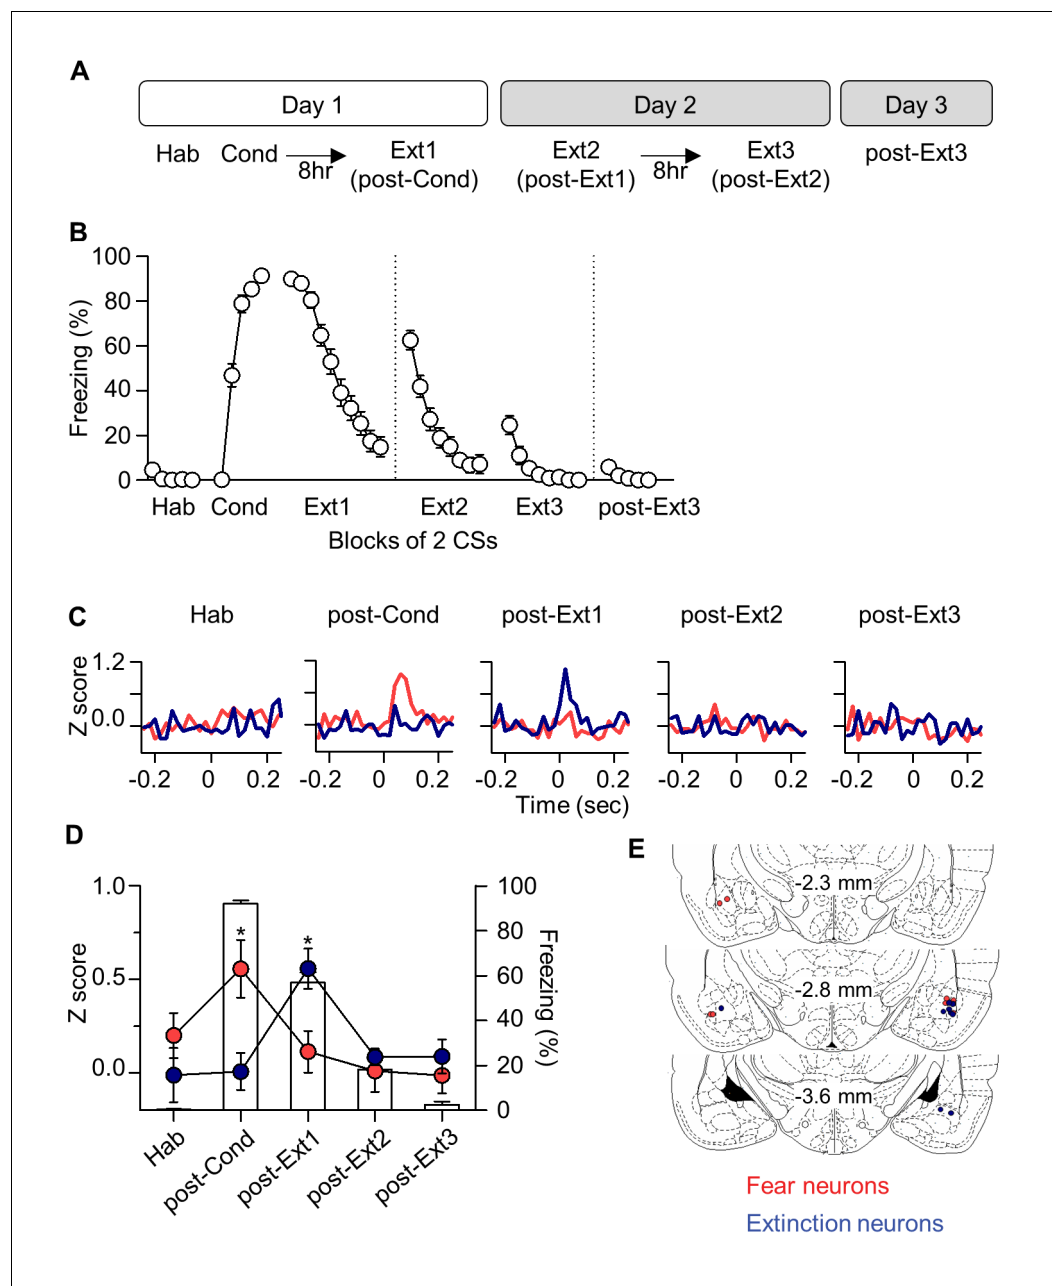 A
Day 1
Day 2
Day 3
Hab
Cond
8hr
Ext1
(post-Cond)
Ext2
(post-Ext1)
8hr
Ext3
(post-Ext2)
post-Ext3
B
Freezing (%)
100
80
60
40
20
0
Hab
Cond
Ext1
Ext2
Ext3
post-Ext3
Blocks of 2 CSs
C
Hab
post-Cond
post-Ext1
post-Ext2
post-Ext3
Z score
1.2
0.0
-0.2 0 0.2
-0.2 0 0.2
-0.2 0 0.2
-0.2 0 0.2
-0.2 0 0.2
Time (sec)
D
Z score
1.0
0.5
0.0
*
*
100
80
60
40
20
0
Freezing (%)
Hab
post-Cond
post-Ext1
post-Ext2
post-Ext3
E
-2.3 mm
-2.8 mm
-3.6 mm
Fear neurons
Extinction neurons